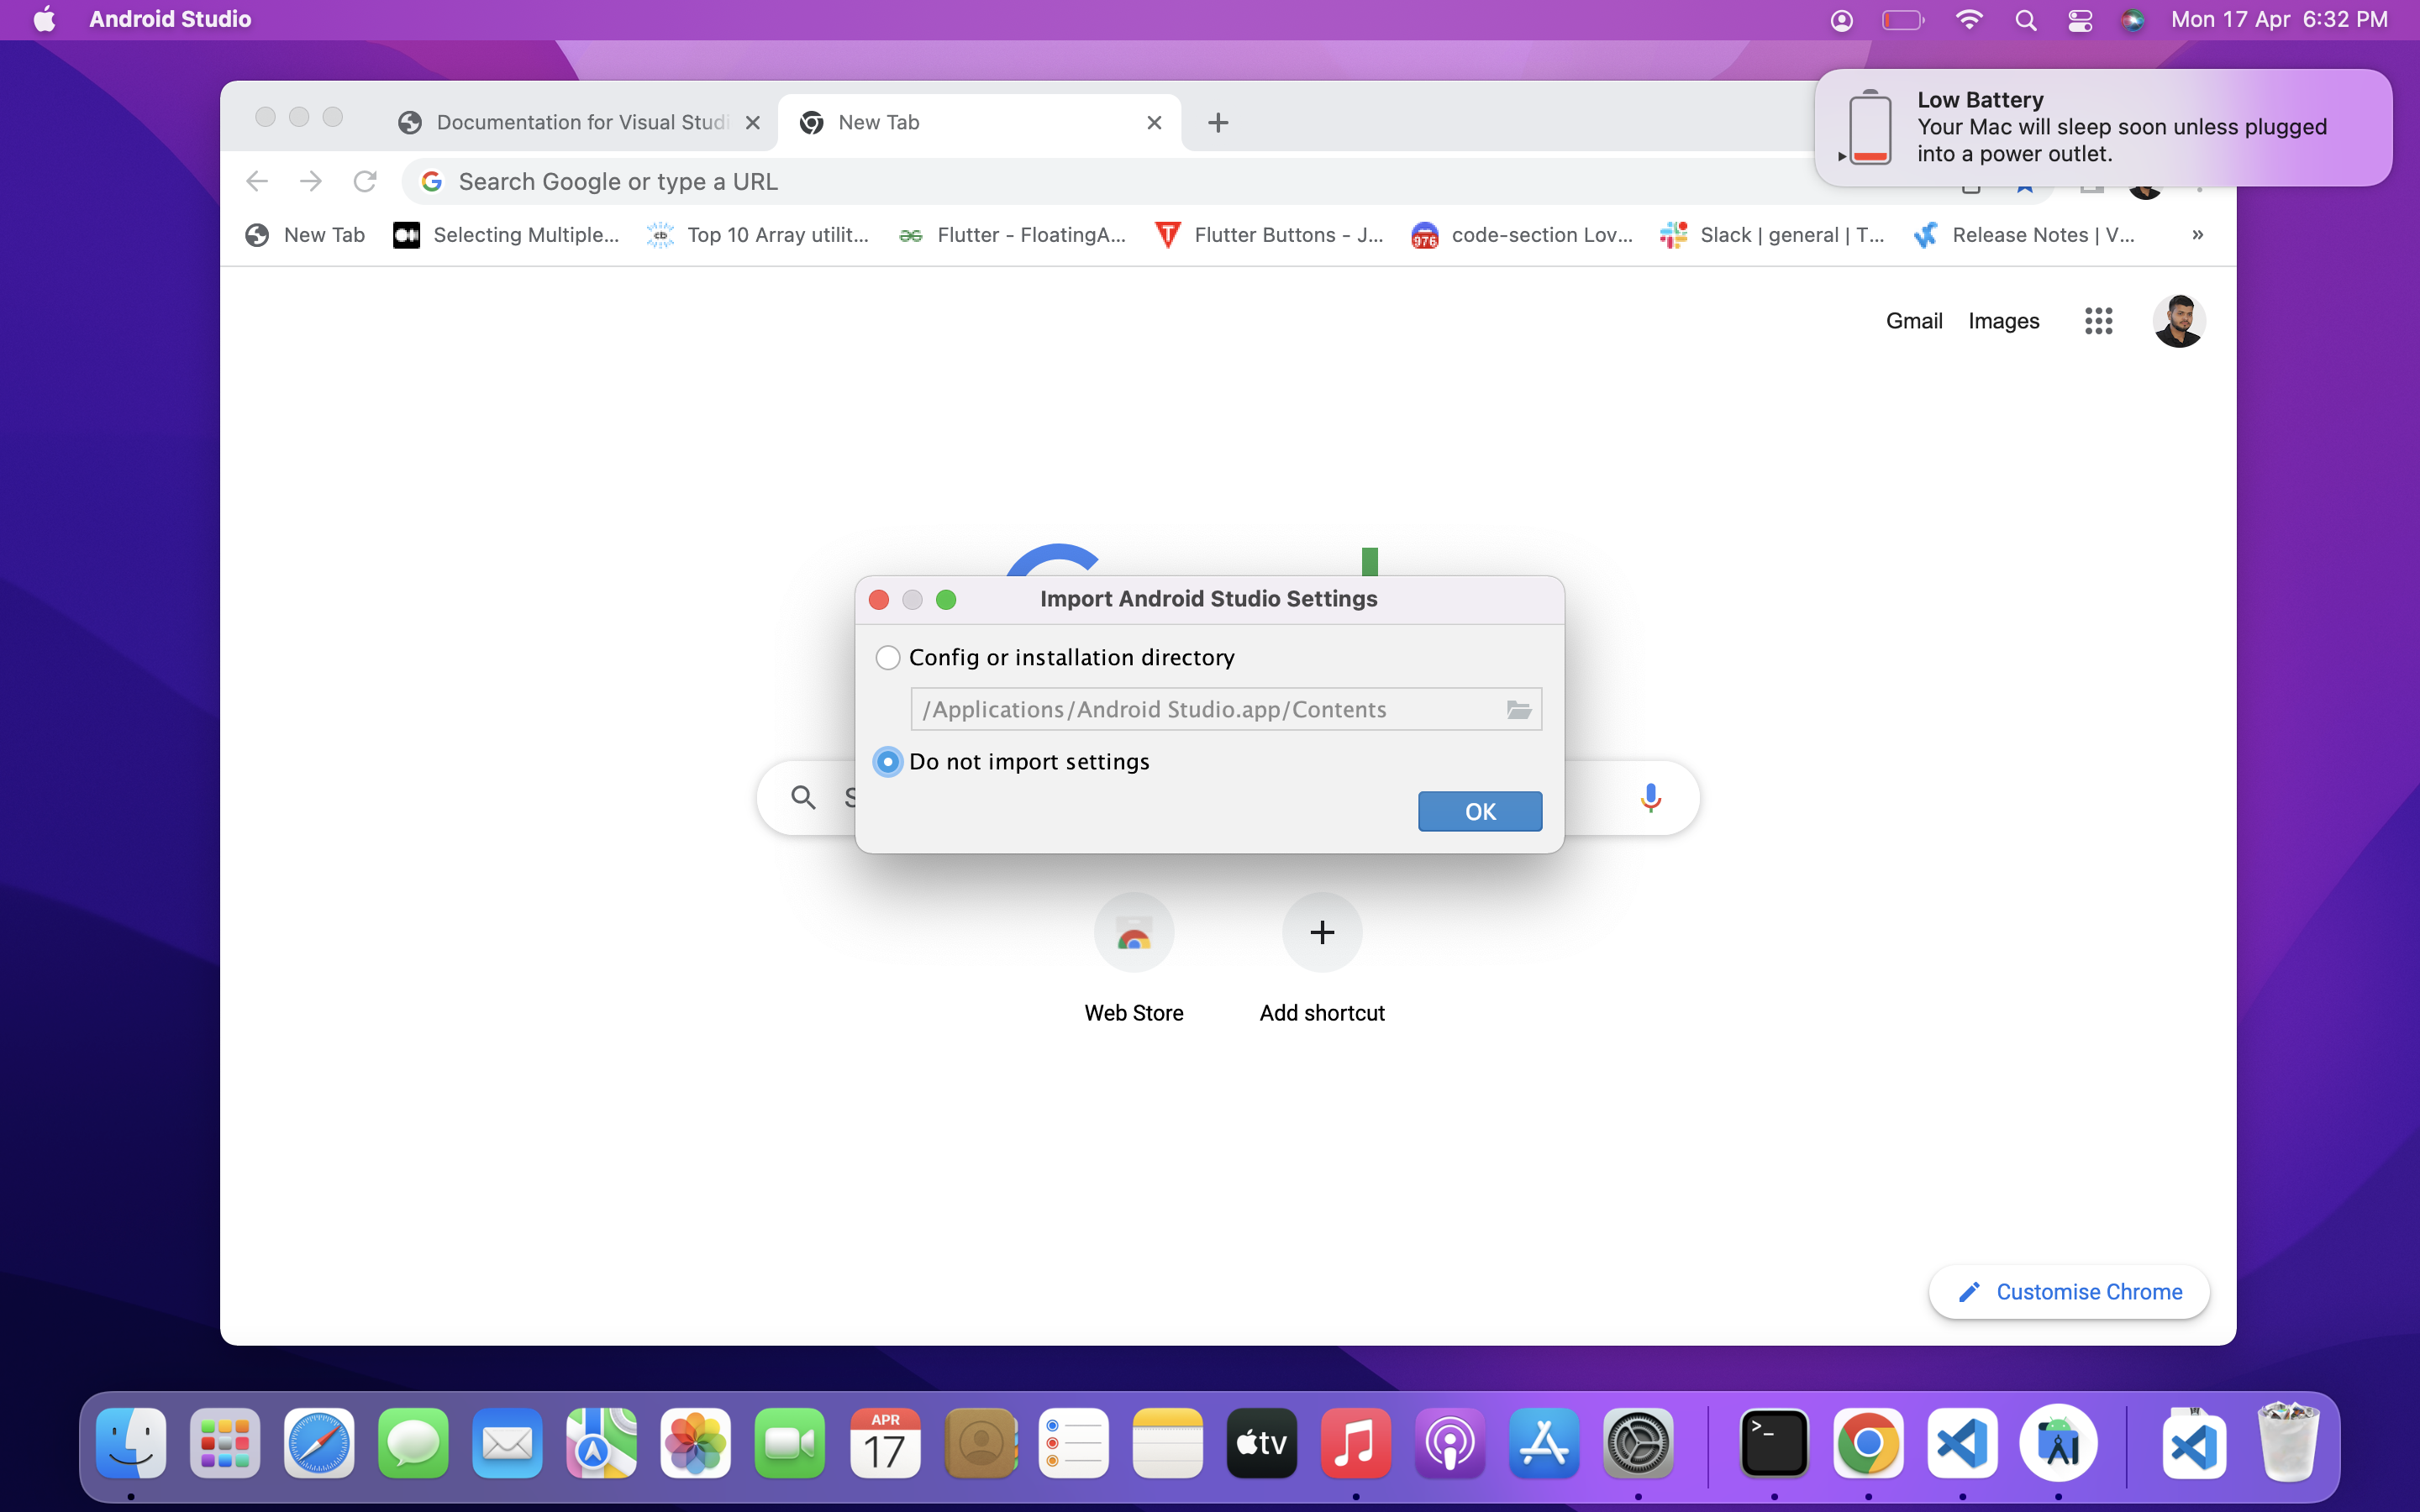 Android Studio
Mon 17 Apr 6:32 PM
Low Battery
Your Mac will sleep soon unless plugged
into a power outlet.
Documentation for Visual Studi
New Tab
Search Google or type a URL
New Tab
Selecting Multiple...
cb
Top 10 Array utilit...
Flutter - FloatingA...
T
Flutter Buttons - J...
976
code-section Lov...
Slack | general | T...
Release Notes | V...
»
Gmail
Images
Import Android Studio Settings
Config or installation directory
/Applications/Android Studio.app/Contents
Do not import settings
S
OK
Web Store
Add shortcut
Customise Chrome
APR
17
tv
>_